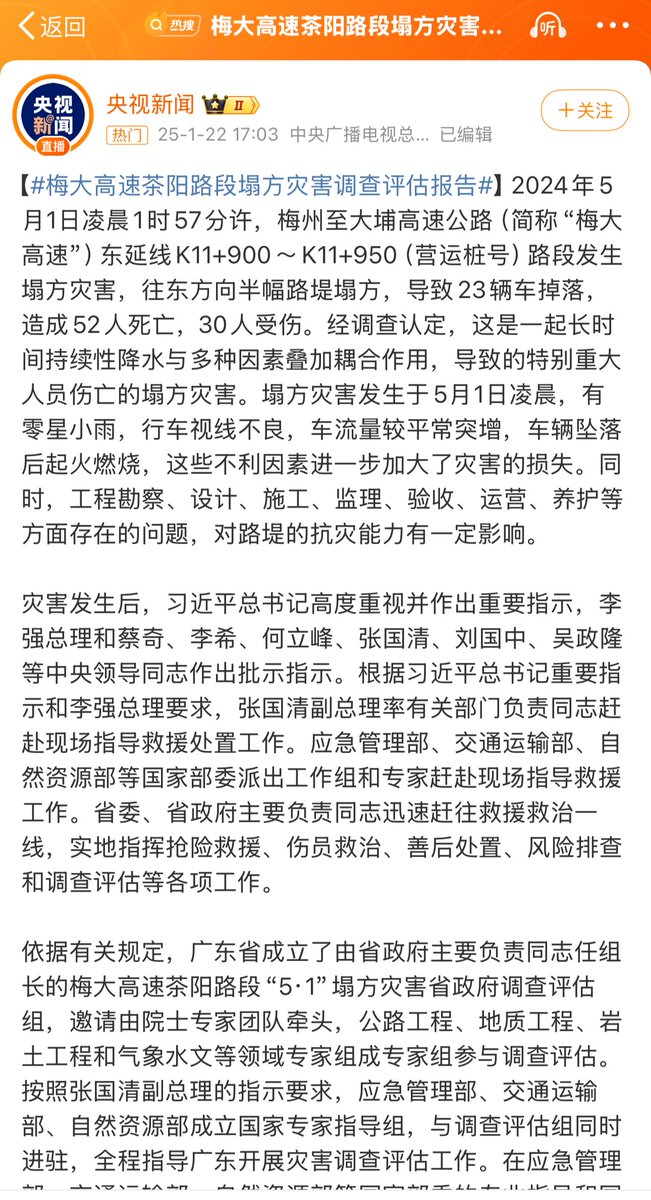 返回
热搜
梅大高速茶阳路段塌方灾害...
听
央视
新闻
直播
央视新闻
II
+关注
热门 25-1-22 17:03 中央广播电视总... 已编辑
【#梅大高速茶阳路段塌方灾害调查评估报告#】2024年5
月1日凌晨1时57分许，梅州至大埔高速公路（简称“梅大
高速”）东延线K11+900～K11+950（营运桩号）路段发生
塌方灾害，往东方向半幅路堤塌方，导致23辆车掉落，
造成52人死亡，30人受伤。经调查认定，这是一起长时
间持续性降水与多种因素叠加耦合作用，导致的特别重大
人员伤亡的塌方灾害。塌方灾害发生于5月1日凌晨，有
零星小雨，行车视线不良，车流量较平常突增，车辆坠落
后起火燃烧，这些不利因素进一步加大了灾害的损失。同
时，工程勘察、设计、施工、监理、验收、运营、养护等
方面存在的问题，对路堤的抗灾能力有一定影响。
灾害发生后，习近平总书记高度重视并作出重要指示，李
强总理和蔡奇、李希、何立峰、张国清、刘国中、吴政隆
等中央领导同志作出批示指示。根据习近平总书记重要指
示和李强总理要求，张国清副总理率有关部门负责同志赶
赴现场指导救援处置工作。应急管理部、交通运输部、自
然资源部等国家部委派出工作组和专家赶赴现场指导救援
工作。省委、省政府主要负责同志迅速赶往救援救治一
线，实地指挥抢险救援、伤员救治、善后处置、风险排查
和调查评估等各项工作。
依据有关规定，广东省成立了由省政府主要负责同志任组
长的梅大高速茶阳路段“5·1”塌方灾害省政府调查评估
组，邀请由院士专家团队牵头，公路工程、地质工程、岩
土工程和气象水文等领域专家组成专家组参与调查评估。
按照张国清副总理的指示要求，应急管理部、交通运输
部、自然资源部成立国家专家指导组，与调查评估组同时
进驻，全程指导广东开展灾害调查评估工作。在应急管理
部、交通运输部、自然资源部等国家部委的专业指导和同